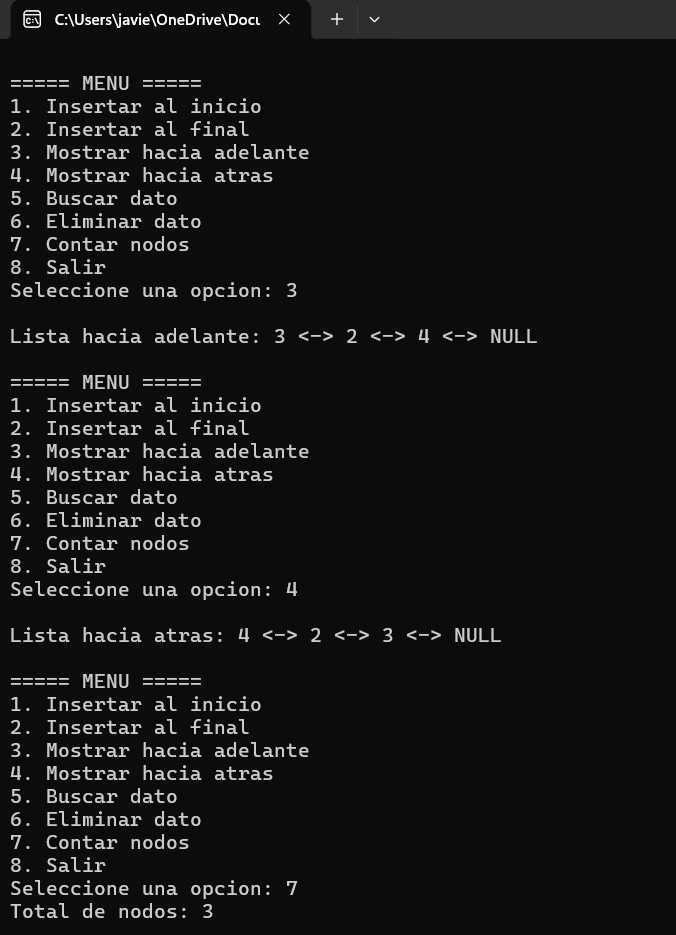 C:\Users\javie\OneDrive\Docu
===== MENU =====
1. Insertar al inicio
2. Insertar al final
3. Mostrar hacia adelante
4. Mostrar hacia atras
5. Buscar dato
6. Eliminar dato
7. Contar nodos
8. Salir
Seleccione una opcion: 3
Lista hacia adelante: 3 <-> 2 <-> 4 <-> NULL
===== MENU =====
1. Insertar al inicio
2. Insertar al final
3. Mostrar hacia adelante
4. Mostrar hacia atras
5. Buscar dato
6. Eliminar dato
7. Contar nodos
8. Salir
Seleccione una opcion: 4
Lista hacia atras: 4 <-> 2 <-> 3 <-> NULL
===== MENU =====
1. Insertar al inicio
2. Insertar al final
3. Mostrar hacia adelante
4. Mostrar hacia atras
5. Buscar dato
6. Eliminar dato
7. Contar nodos
8. Salir
Seleccione una opcion: 7
Total de nodos: 3